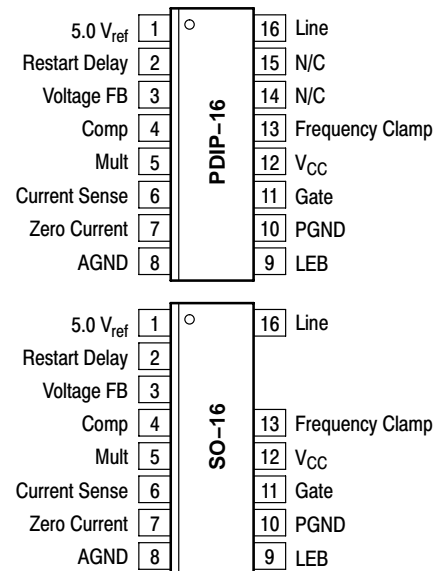 5.0 Vref 1 16 Line
Restart Delay 2 15 N/C
Voltage FB 3 14 N/C
Comp 4 13 Frequency Clamp
Mult 5 12 VCC
Current Sense 6 11 Gate
Zero Current 7 10 PGND
AGND 8 9 LEB
PDIP–16
5.0 Vref 1 16 Line
Restart Delay 2
Voltage FB 3
Comp 4 13 Frequency Clamp
Mult 5 12 VCC
Current Sense 6 11 Gate
Zero Current 7 10 PGND
AGND 8 9 LEB
SO–16